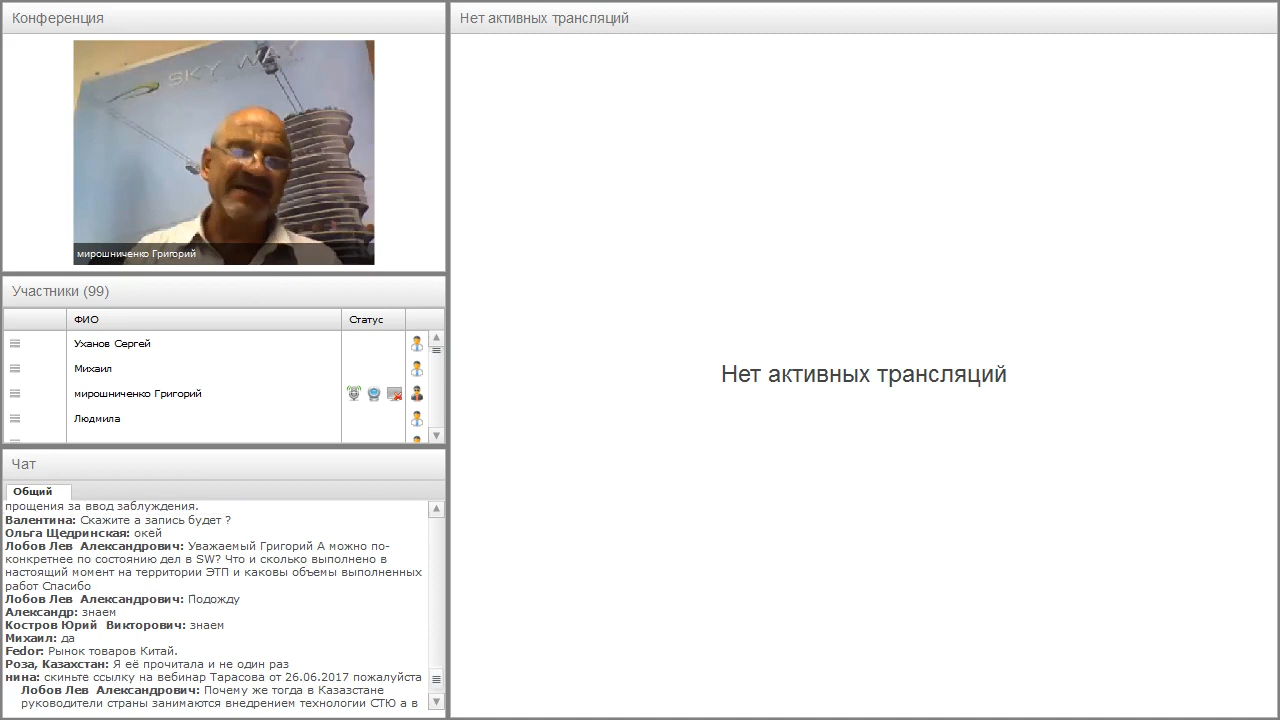 Конференция
Нет активных трансляций
SKY WAY
мирошниченко Григорий
Участники (99)
ФИО
Статус
Уханов Сергей
Михаил
мирошниченко Григорий
Людмила
Чат
Общий
прощения за ввод заблуждения.
Валентина: Скажите а запись будет ?
Ольга Щедринская: окей
Лобов Лев Александрович: Уважаемый Григорий А можно по-
конкретнее по состоянию дел в SW? Что и сколько выполнено в
настоящий момент на территории ЭТП и каковы объемы выполненных
работ Спасибо
Лобов Лев Александрович: Подожду
Александр: знаем
Костров Юрий Викторович: знаем
Михаил: да
Fedor: Рынок товаров Китай.
Роза, Казахстан: Я её прочитала и не один раз
нина: скиньте ссылку на вебинар Тарасова от 26.06.2017 пожалуйста
Лобов Лев Александрович: Почему же тогда в Казазстане
руководители страны занимаются внедрением технологии СТЮ а в
Нет активных трансляций